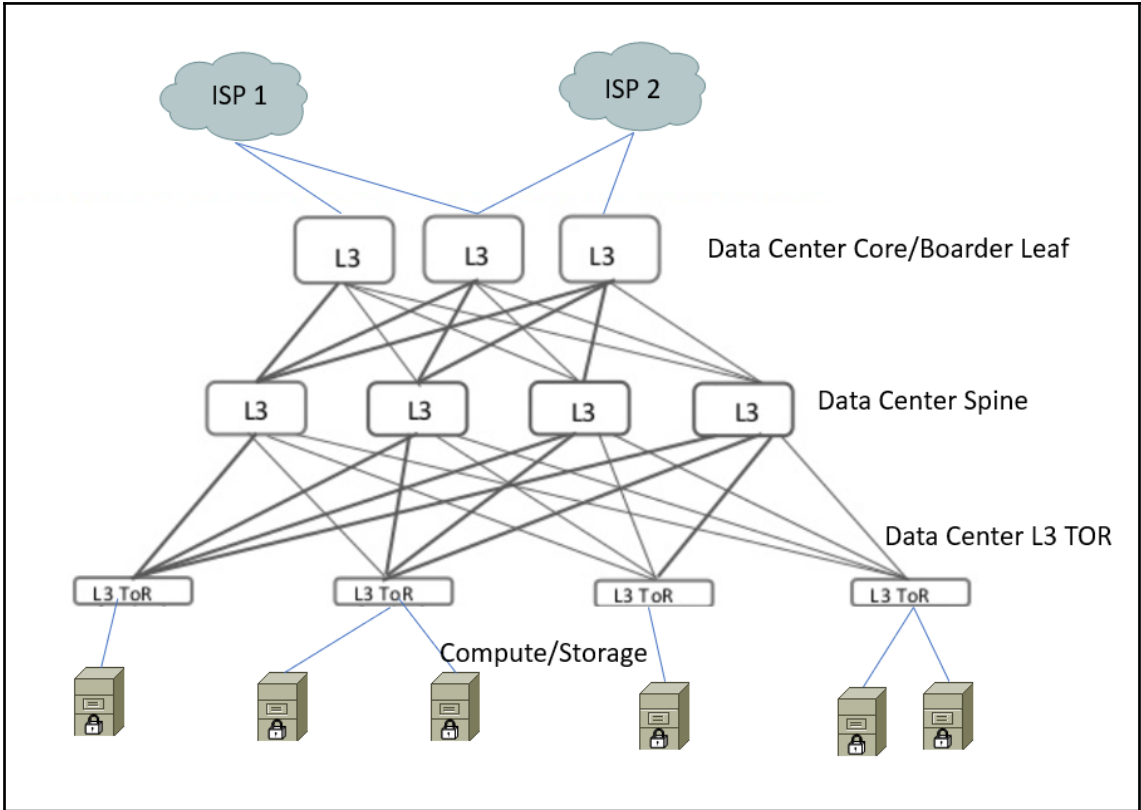 ISP 1
ISP 2
L3
L3
L3
Data Center Core/Boarder Leaf
L3
L3
L3
L3
Data Center Spine
Data Center L3 TOR
L3 ToR
L3 ToR
L3 ToR
L3 ToR
Compute/Storage